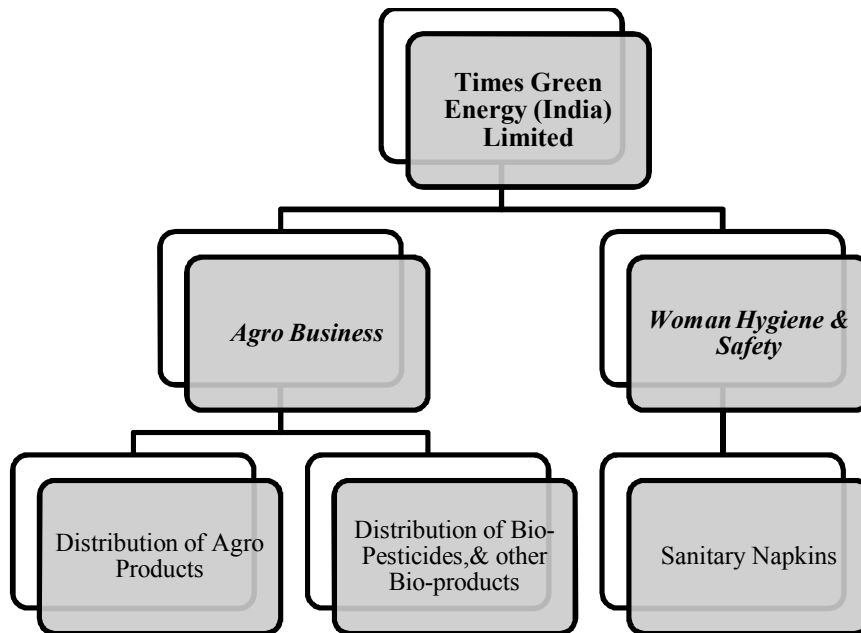 Times Green
Energy (India)
Limited
Agro Business
Woman Hygiene &
Safety
Distribution of Agro
Products
Distribution of Bio-
Pesticides,& other
Bio-products
Sanitary Napkins